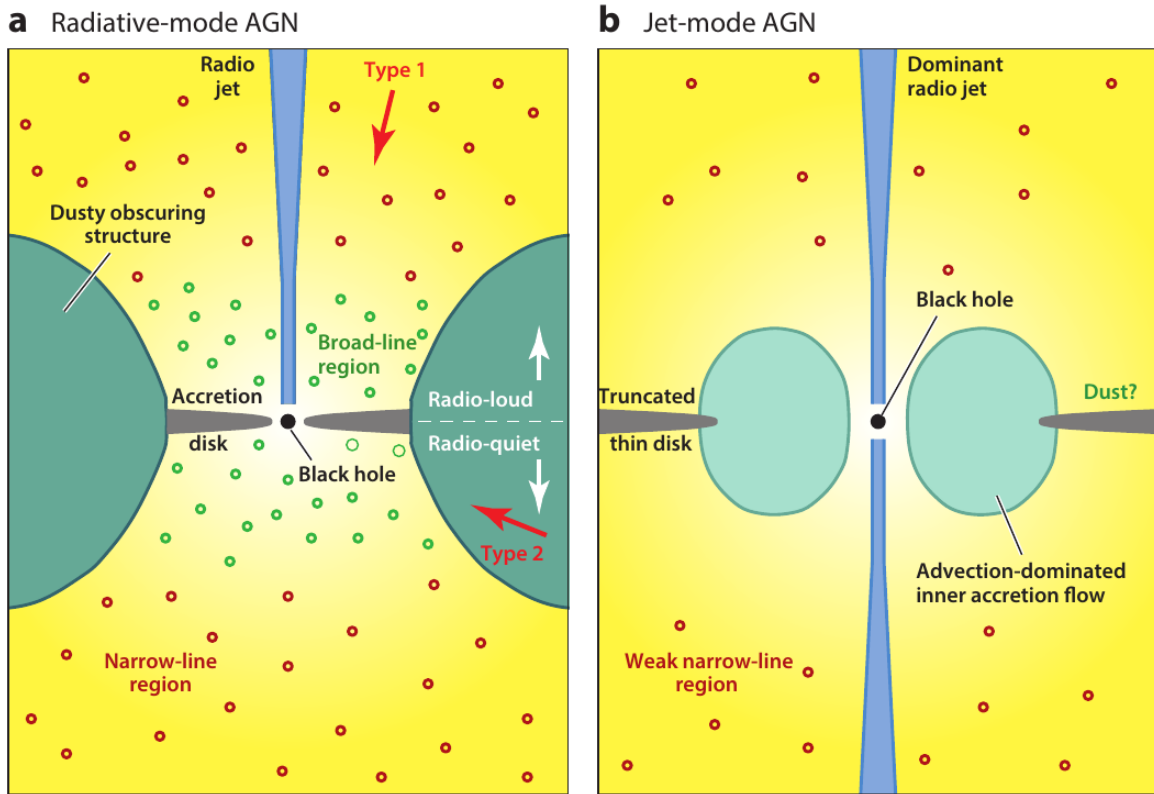 a Radiative-mode AGN
Radio
jet
Type 1
Dusty obscuring
structure
Broad-line
region
Accretion
disk
Radio-loud
Radio-quiet
Black hole
Type 2
Narrow-line
region
b Jet-mode AGN
Dominant
radio jet
Black hole
Truncated
thin disk
Dust?
Advection-dominated
inner accretion flow
Weak narrow-line
region